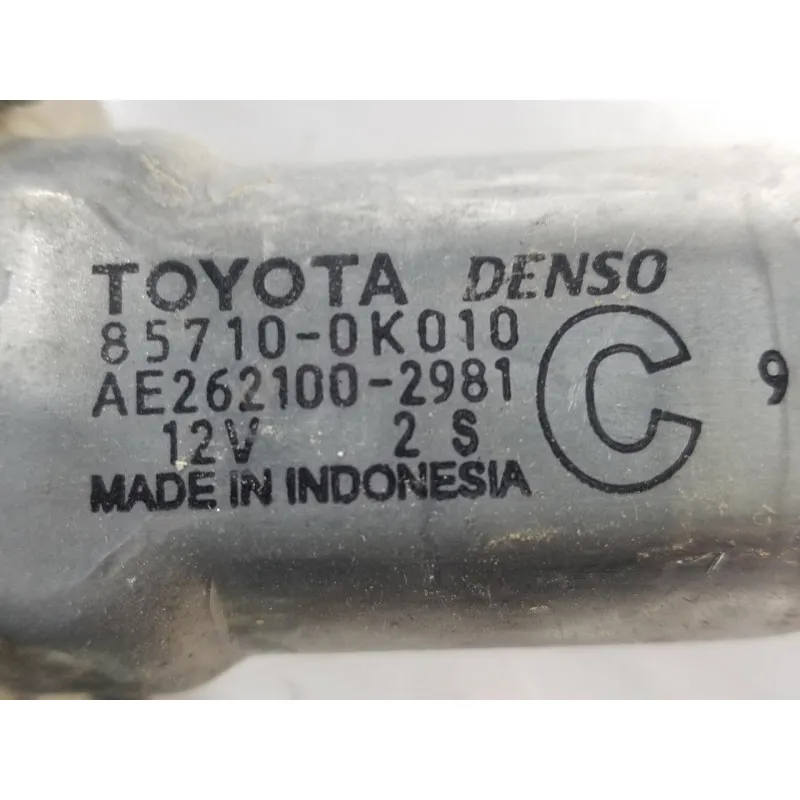 TOYOTA DENSO
85710-0K010
AE262100-2981
12V 2 S
MADE IN INDONESIA
C
9